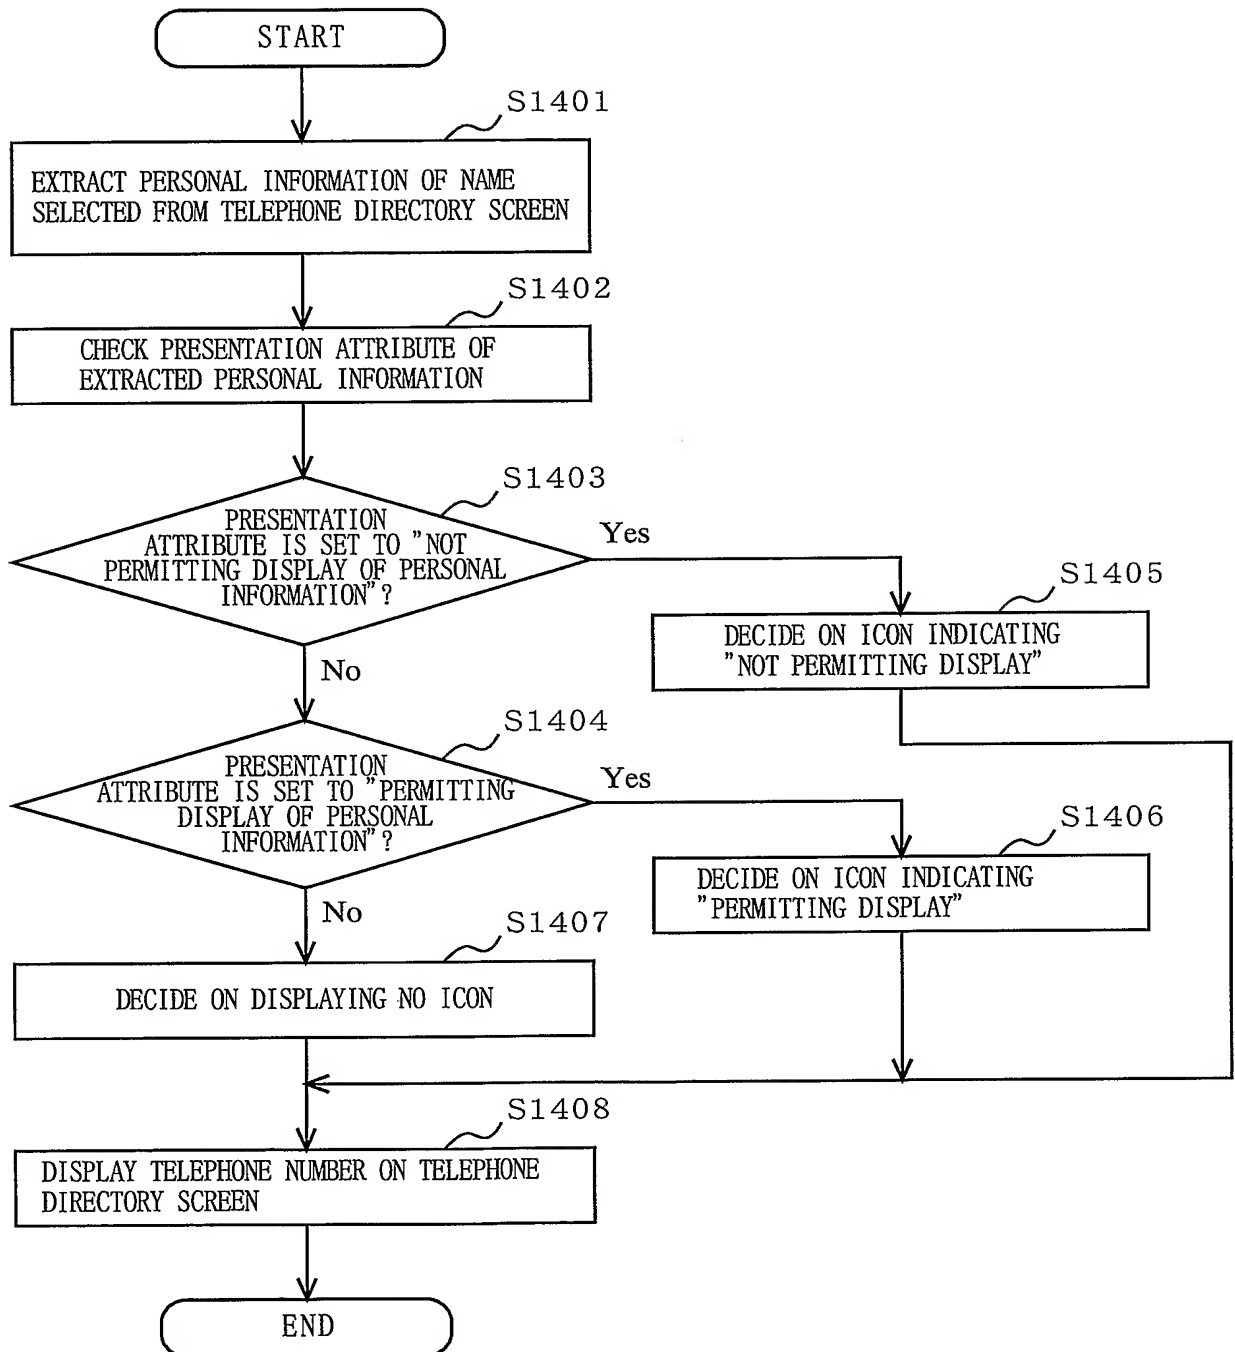 START
S1401
EXTRACT PERSONAL INFORMATION OF NAME
SELECTED FROM TELEPHONE DIRECTORY SCREEN
S1402
CHECK PRESENTATION ATTRIBUTE OF
EXTRACTED PERSONAL INFORMATION
S1403
PRESENTATION
ATTRIBUTE IS SET TO "NOT
PERMITTING DISPLAY OF PERSONAL
INFORMATION"?
Yes
S1405
DECIDE ON ICON INDICATING
"NOT PERMITTING DISPLAY"
No
S1404
PRESENTATION
ATTRIBUTE IS SET TO "PERMITTING
DISPLAY OF PERSONAL
INFORMATION"?
Yes
S1406
DECIDE ON ICON INDICATING
"PERMITTING DISPLAY"
No
S1407
DECIDE ON DISPLAYING NO ICON
S1408
DISPLAY TELEPHONE NUMBER ON TELEPHONE
DIRECTORY SCREEN
END